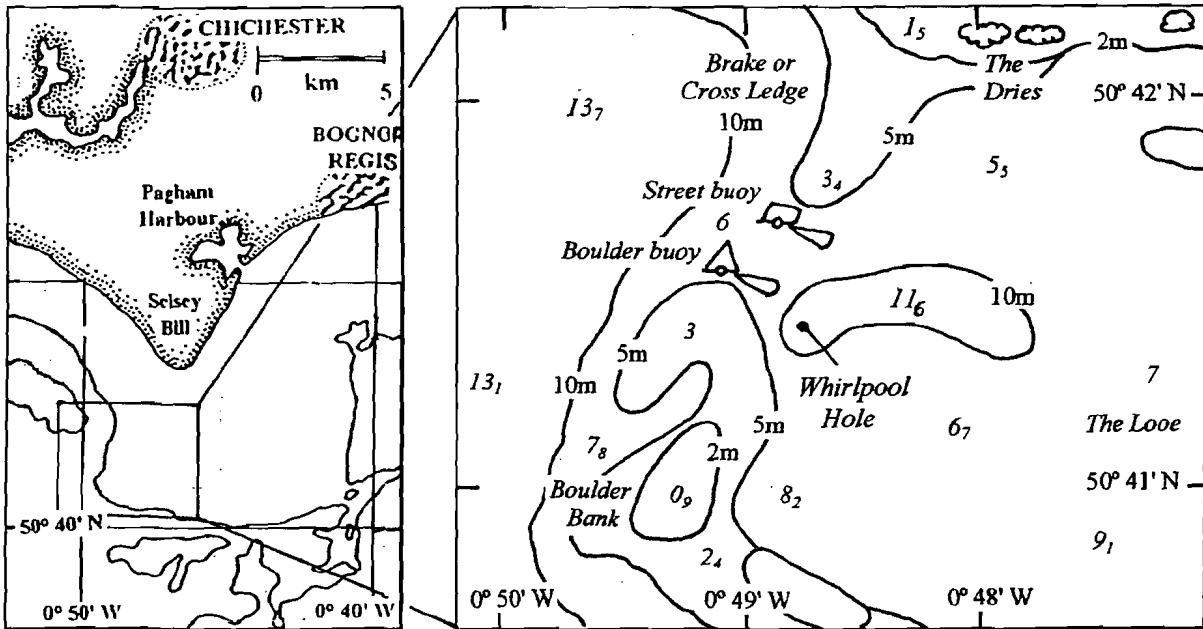 CHICHESTER
km
0 5
BOGNOR
REGIS
Pagham
Harbour
Selsey
Bill
50° 40' N
0° 50' W
0° 40' W
1₅
2m
Brake or
Cross Ledge
The
Dries
50° 42' N
13₇
10m
5m
5₅
3₄
Street buoy
6
Boulder buoy
11₆
10m
3
5m
10m
13₁
Whirlpool
Hole
7
5m
6₇
The Looe
7₈
2m
50° 41' N
Boulder
Bank
0₉
8₂
9₁
2₄
0° 50' W
0° 49' W
0° 48' W